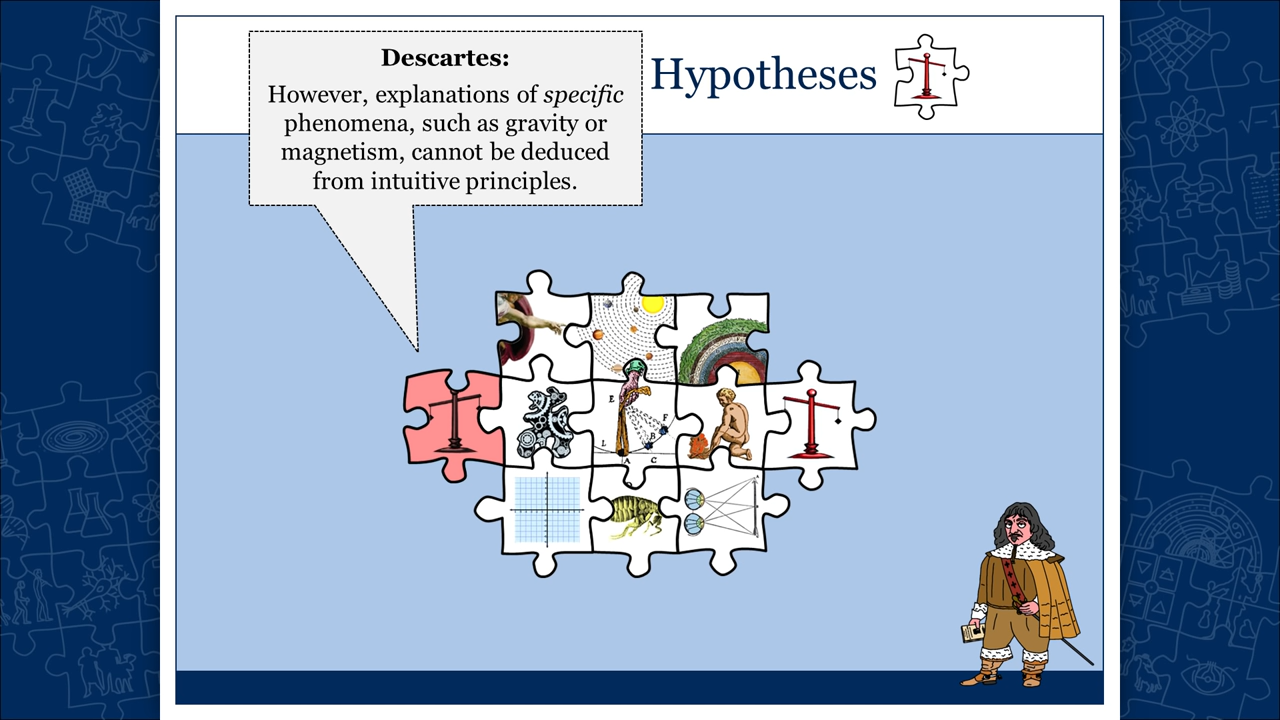 Descartes:
However, explanations of specific
phenomena, such as gravity or
magnetism, cannot be deduced
from intuitive principles.
Hypotheses
E
F
B
L
A
C